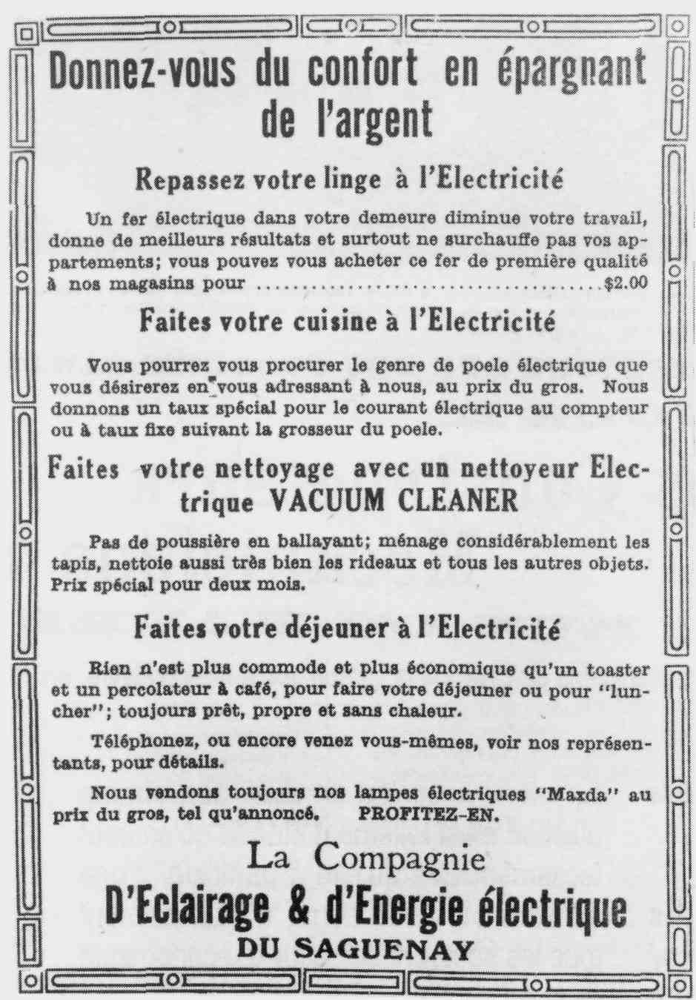 Donnez-vous du confort en épargnant
de l'argent
Repassez votre linge à l'Electricité
Un fer électrique dans votre demeure diminue votre travail,
donne de meilleurs résultats et surtout ne surchauffe pas vos ap-
partements; vous pouvez vous acheter ce fer de première qualité
à nos magasins pour ......................................$2.00
Faites votre cuisine à l'Electricité
Vous pourrez vous procurer le genre de poele électrique que
vous désirerez en vous adressant à nous, au prix du gros. Nous
donnons un taux spécial pour le courant électrique au compteur
ou à taux fixe suivant la grosseur du poele.
Faites votre nettoyage avec un nettoyeur Elec-
trique VACUUM CLEANER
Pas de poussière en ballayant; ménage considérablement les
tapis, nettoie aussi très bien les rideaux et tous les autres objets.
Prix spécial pour deux mois.
Faites votre déjeuner à l'Electricité
Rien n'est plus commode et plus économique qu'un toaster
et un percolateur à café, pour faire votre déjeuner ou pour "lun-
cher"; toujours prêt, propre et sans chaleur.
Téléphonez, ou encore venez vous-mêmes, voir nos représen-
tants, pour détails.
Nous vendons toujours nos lampes électriques "Maxda" au
prix du gros, tel qu'annoncé. PROFITEZ-EN.
La Compagnie
D'Eclairage & d'Energie électrique
DU SAGUENAY